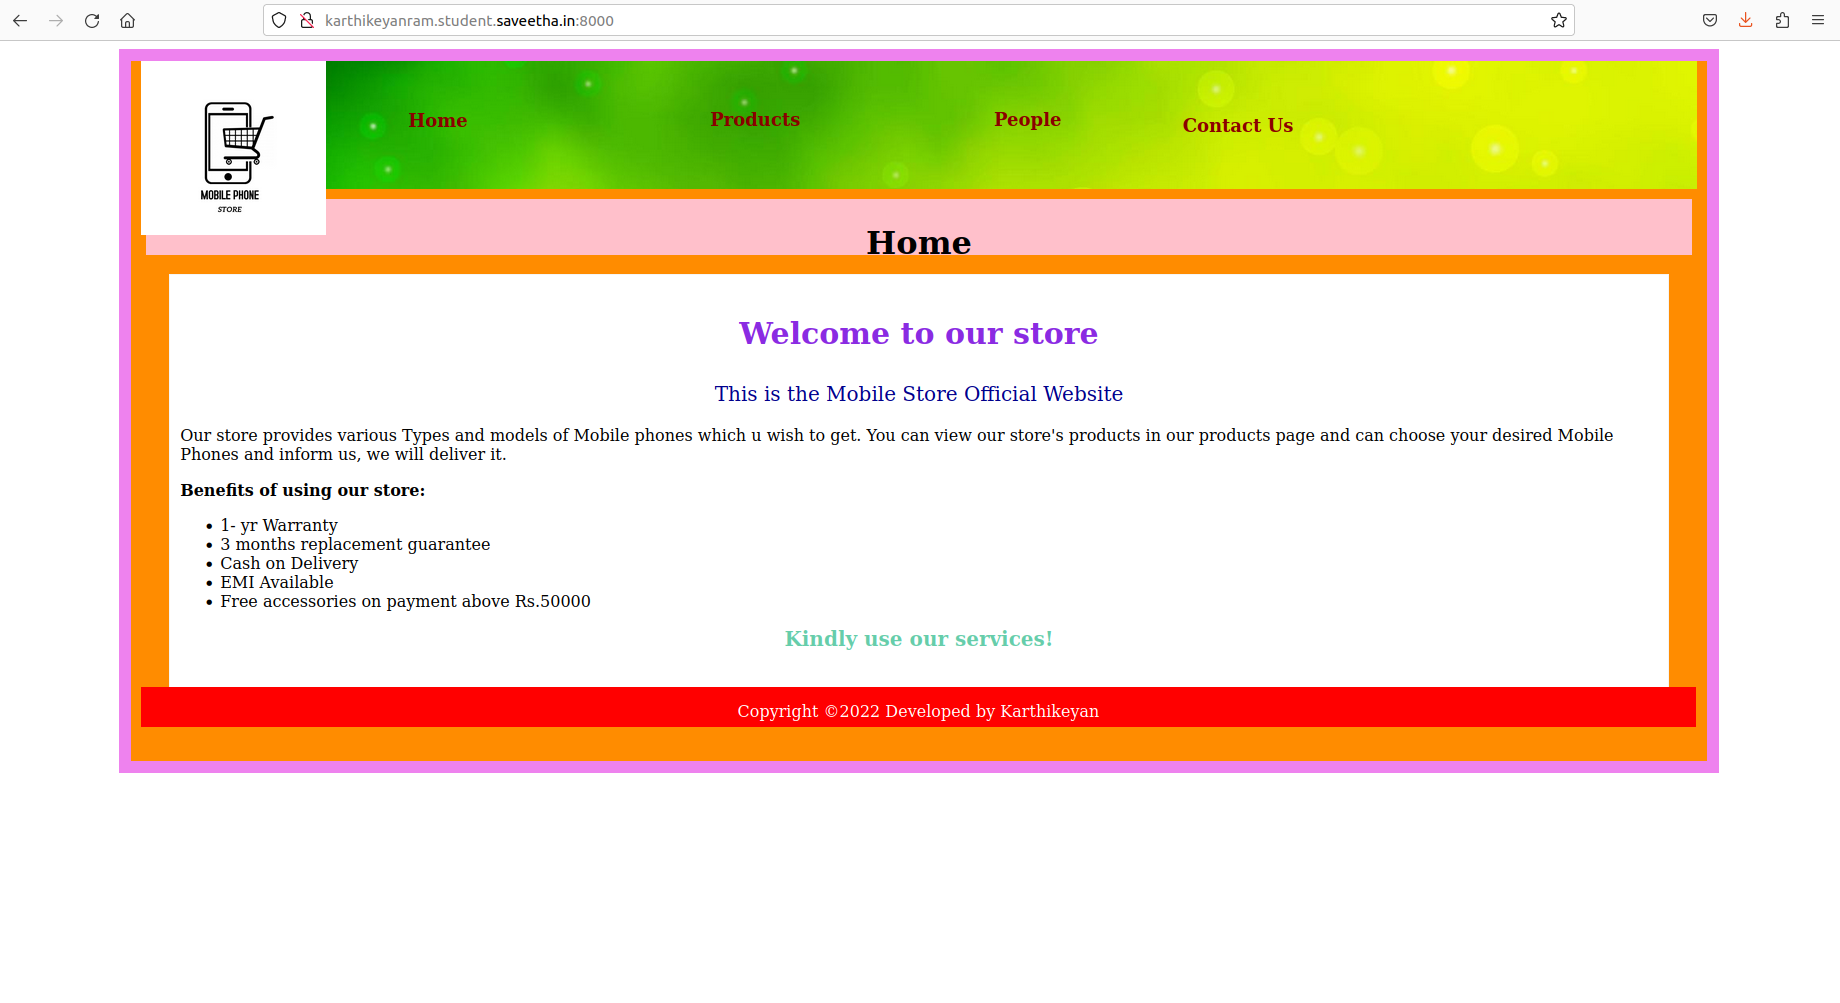 karthikeyanram.student.saveetha.in:8000
MOBILE PHONE
STORE
Home
Products
People
Contact Us
Home
Welcome to our store
This is the Mobile Store Official Website
Our store provides various Types and models of Mobile phones which u wish to get. You can view our store's products in our products page and can choose your desired Mobile
Phones and inform us, we will deliver it.
Benefits of using our store:
• 1- yr Warranty
• 3 months replacement guarantee
• Cash on Delivery
• EMI Available
• Free accessories on payment above Rs.50000
Kindly use our services!
Copyright ©2022 Developed by Karthikeyan